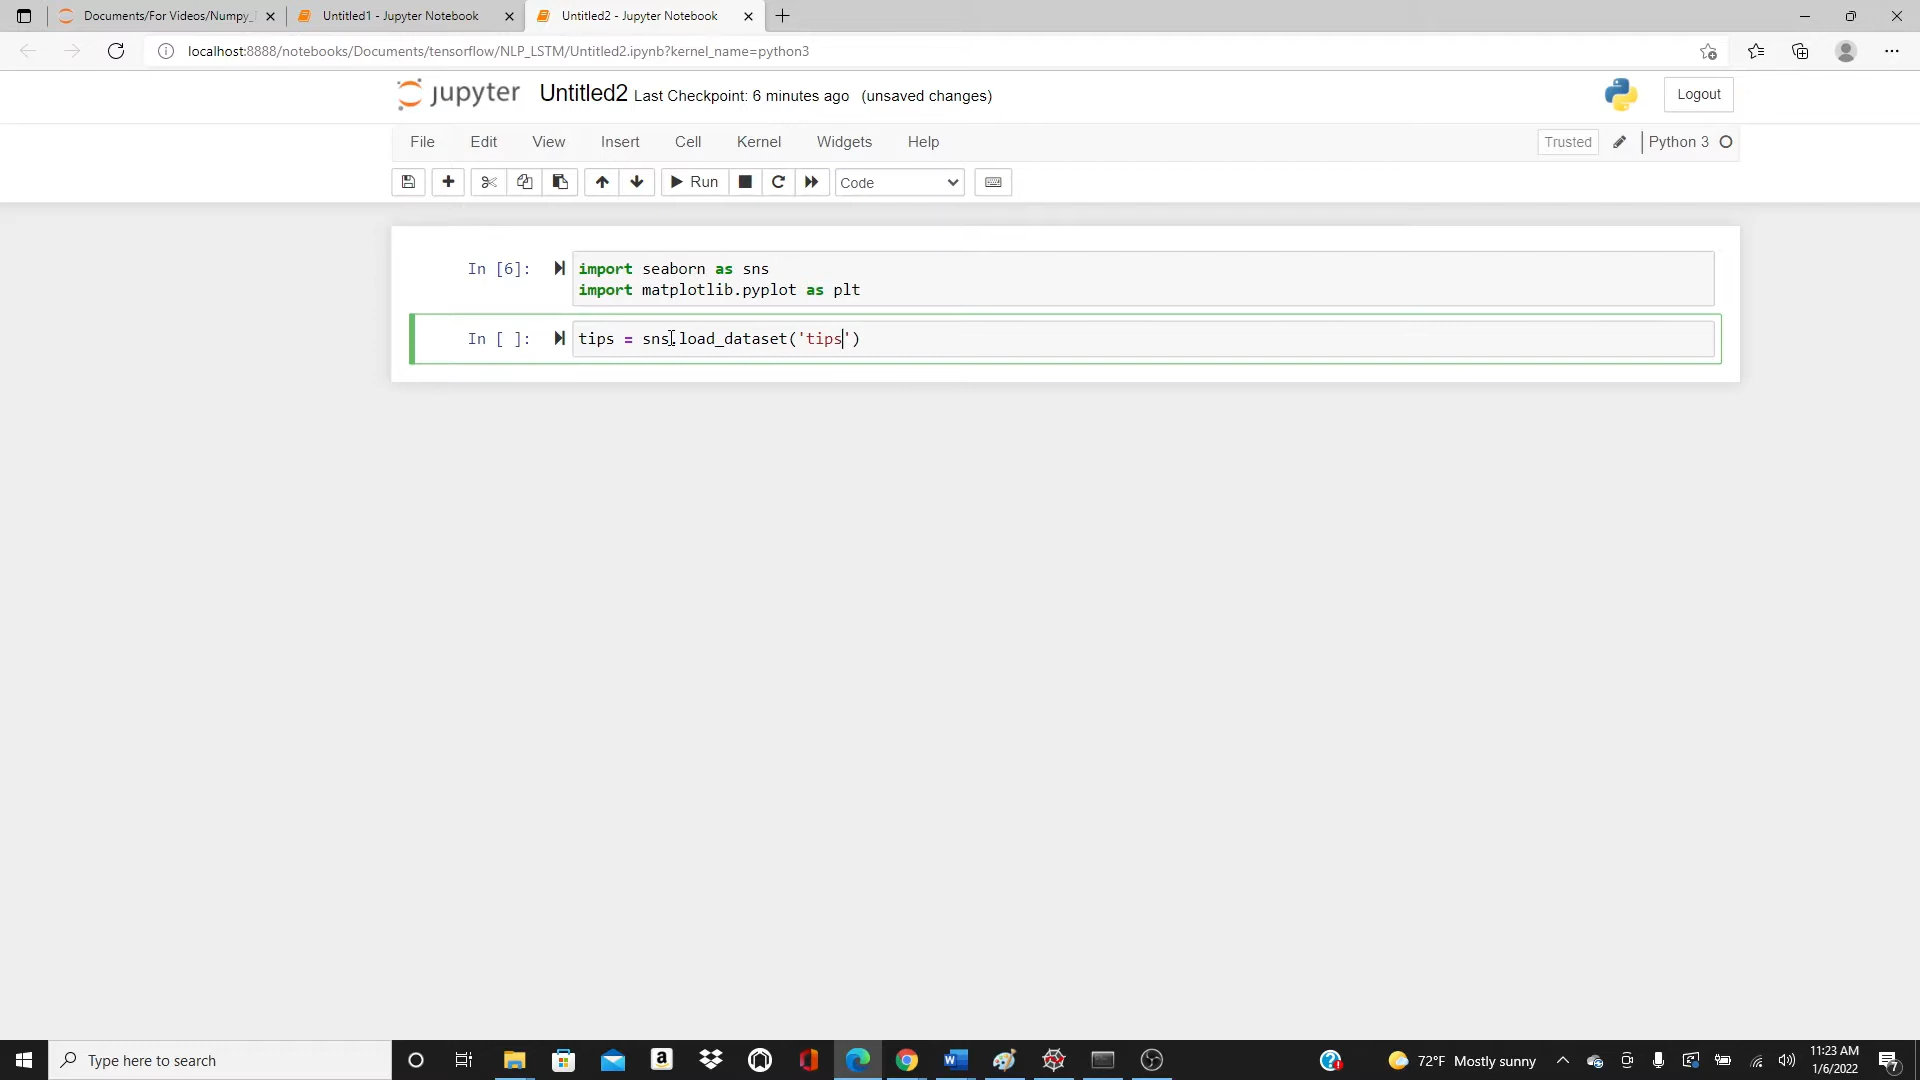 Documents/For Videos/Numpy_
Untitled1 - Jupyter Notebook
Untitled2 - Jupyter Notebook
localhost:8888/notebooks/Documents/tensorflow/NLP_LSTM/Untitled2.ipynb?kernel_name=python3
jupyter Untitled2 Last Checkpoint: 6 minutes ago (unsaved changes)
Logout
File Edit View Insert Cell Kernel Widgets Help
Trusted Python 3
Run Code
In [6]: import seaborn as sns
import matplotlib.pyplot as plt
In [ ]: tips = sns.load_dataset('tips')
Type here to search
72°F Mostly sunny
11:23 AM
1/6/2022
7